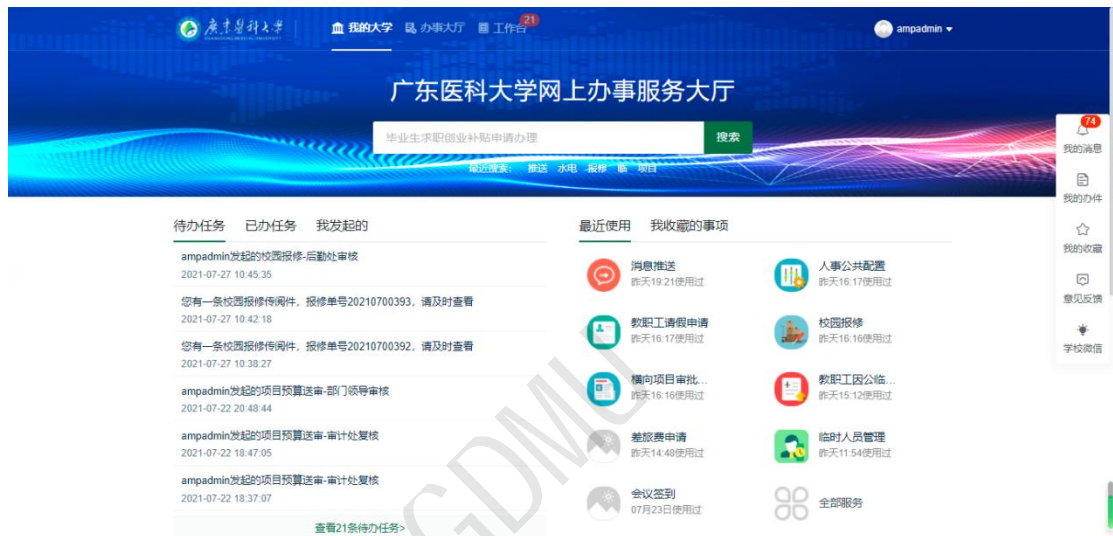 广东医科大学
GUANGDONG MEDICAL UNIVERSITY
我的大学 办事大厅 工作台 21
ampadmin
广东医科大学网上办事服务大厅
毕业生求职创业补贴申请办理 搜索
最近搜索： 推送 水电 报修 临 项目
74
我的消息
我的办件
我的收藏
意见反馈
学校微信
待办任务 已办任务 我发起的
ampadmin发起的校园报修-后勤处审核
2021-07-27 10:45:35
您有一条校园报修传阅件，报修单号20210700393，请及时查看
2021-07-27 10:42:18
您有一条校园报修传阅件，报修单号20210700392，请及时查看
2021-07-27 10:38:27
ampadmin发起的项目预算送审-部门领导审核
2021-07-22 20:48:44
ampadmin发起的项目预算送审-审计处复核
2021-07-22 18:47:05
ampadmin发起的项目预算送审-审计处复核
2021-07-22 18:37:07
查看21条待办任务>
最近使用 我收藏的事项
消息推送
昨天19:21使用过
人事公共配置
昨天16:17使用过
教职工请假申请
昨天16:17使用过
校园报修
昨天16:16使用过
横向项目审批...
昨天16:16使用过
教职工因公临...
昨天15:12使用过
差旅费申请
昨天14:48使用过
临时人员管理
昨天11:54使用过
会议签到
07月23日使用过
全部服务
GDMU